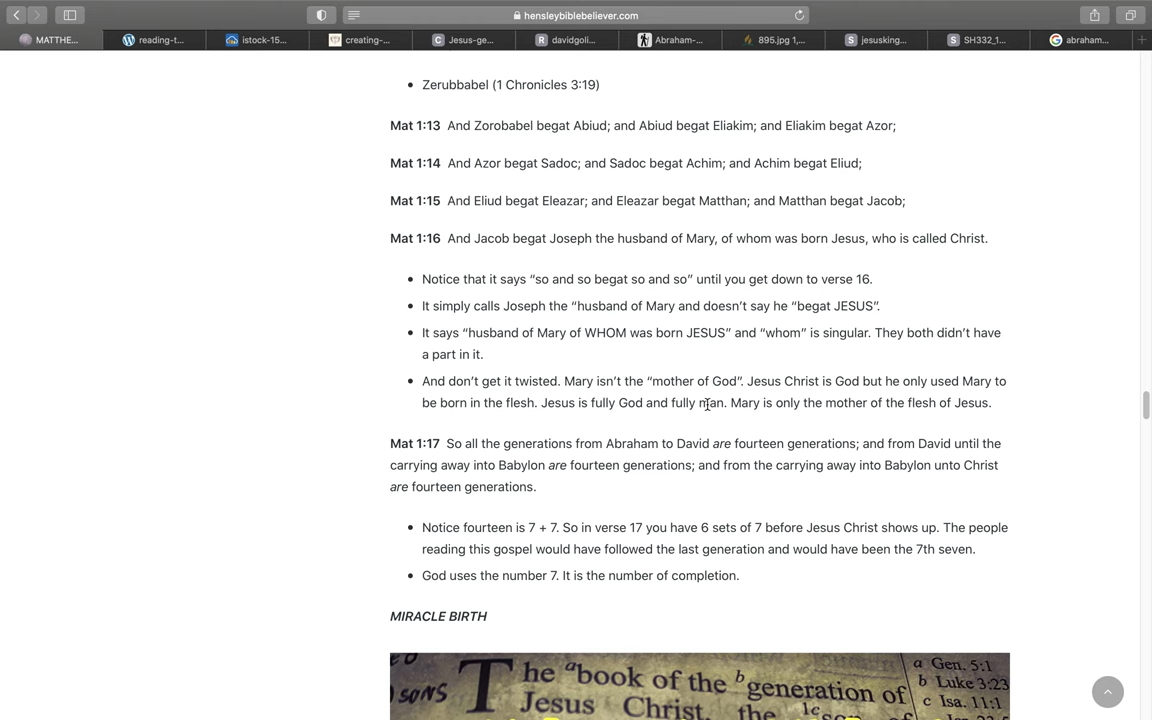 hensleybiblebeliever.com
MATTHE...
reading-t...
istock-15...
creating-...
C Jesus-ge...
R davidgoli...
Abraham-...
895.jpg 1,...
S jesusking...
S SH332_1...
G abraham...
• Zerubbabel (1 Chronicles 3:19)
Mat 1:13 And Zorobabel begat Abiud; and Abiud begat Eliakim; and Eliakim begat Azor;
Mat 1:14 And Azor begat Sadoc; and Sadoc begat Achim; and Achim begat Eliud;
Mat 1:15 And Eliud begat Eleazar; and Eleazar begat Matthan; and Matthan begat Jacob;
Mat 1:16 And Jacob begat Joseph the husband of Mary, of whom was born Jesus, who is called Christ.
• Notice that it says “so and so begat so and so” until you get down to verse 16.
• It simply calls Joseph the “husband of Mary and doesn’t say he “begat JESUS”.
• It says “husband of Mary of WHOM was born JESUS” and “whom” is singular. They both didn’t have
a part in it.
• And don’t get it twisted. Mary isn’t the “mother of God”. Jesus Christ is God but he only used Mary to
be born in the flesh. Jesus is fully God and fully man. Mary is only the mother of the flesh of Jesus.
Mat 1:17 So all the generations from Abraham to David are fourteen generations; and from David until the
carrying away into Babylon are fourteen generations; and from the carrying away into Babylon unto Christ
are fourteen generations.
• Notice fourteen is 7 + 7. So in verse 17 you have 6 sets of 7 before Jesus Christ shows up. The people
reading this gospel would have followed the last generation and would have been the 7th seven.
• God uses the number 7. It is the number of completion.
MIRACLE BIRTH
The a book of the b generation of
Jesus Christ, the
SONS
a Gen. 5:1
b Luke 3:23
c Isa. 11:1